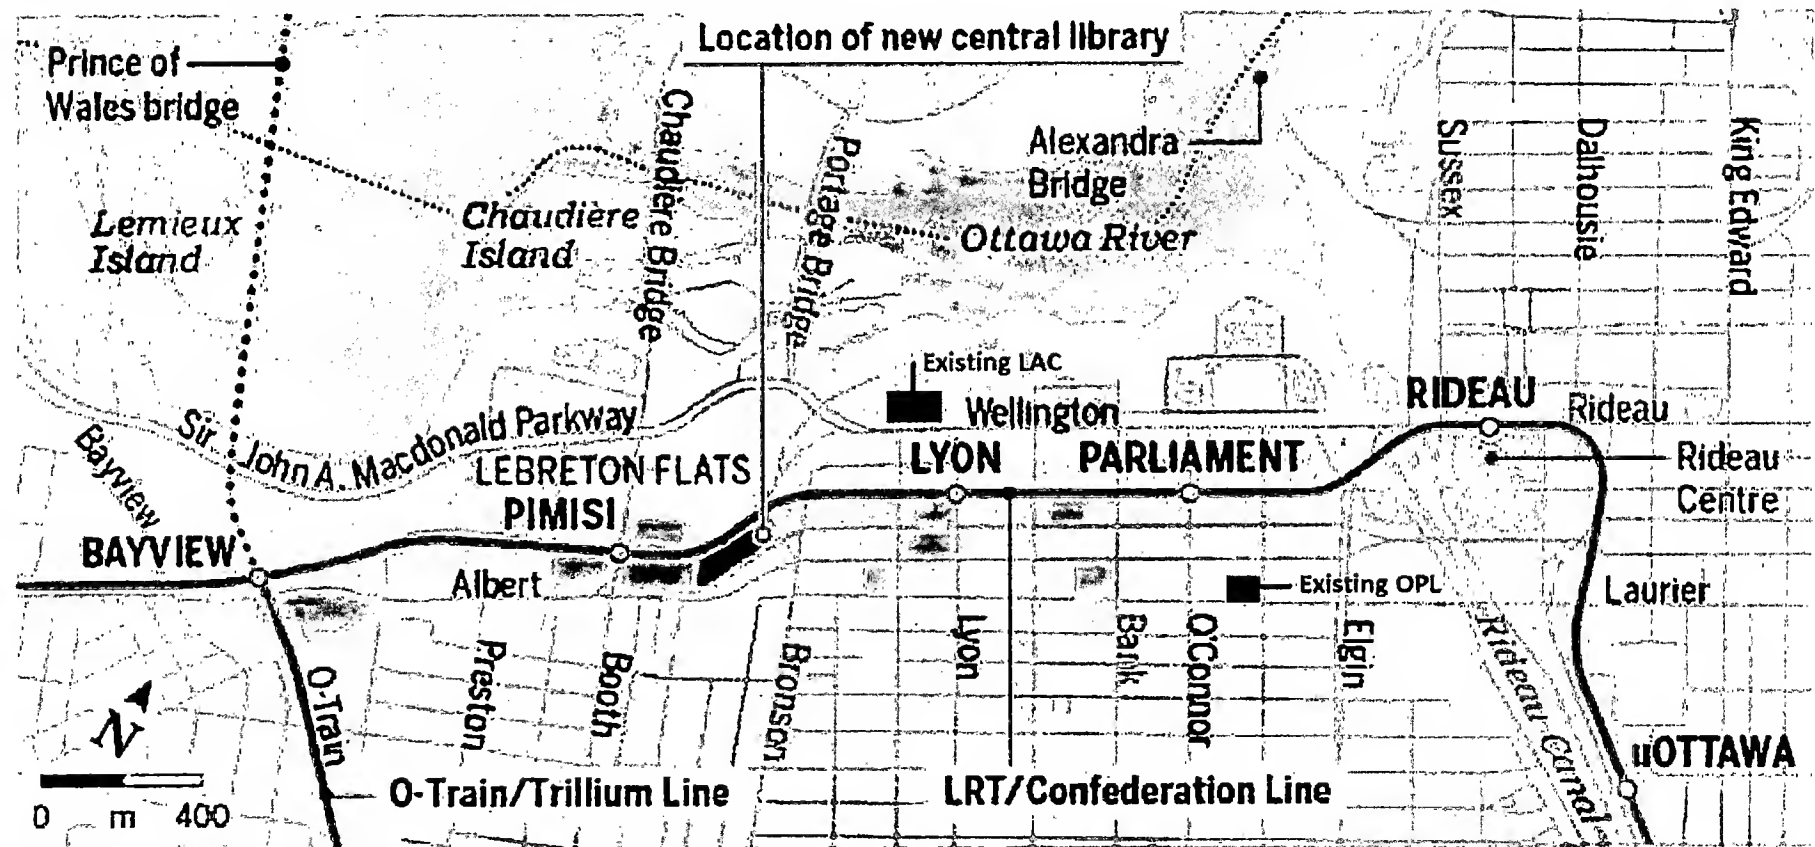 Location of new central library
Prince of
Wales bridge
Chaudière Bridge
Portage Bridge
Alexandra
Bridge
Sussex
Dalhousie
King Edward
Lemieux
Island
Chaudière
Island
Ottawa River
Existing LAC
Wellington
RIDEAU
Rideau
Sir John A. Macdonald Parkway
Bayview
LEBRETON FLATS
LYON
PARLIAMENT
Rideau
Centre
PIMISI
BAYVIEW
Albert
Existing OPL
Laurier
O-Train
Preston
Booth
Bronson
Lyon
Bank
O'Connor
Elgin
Rideau Canal
uOTTAWA
N
O-Train/Trillium Line
LRT/Confederation Line
0 m 400